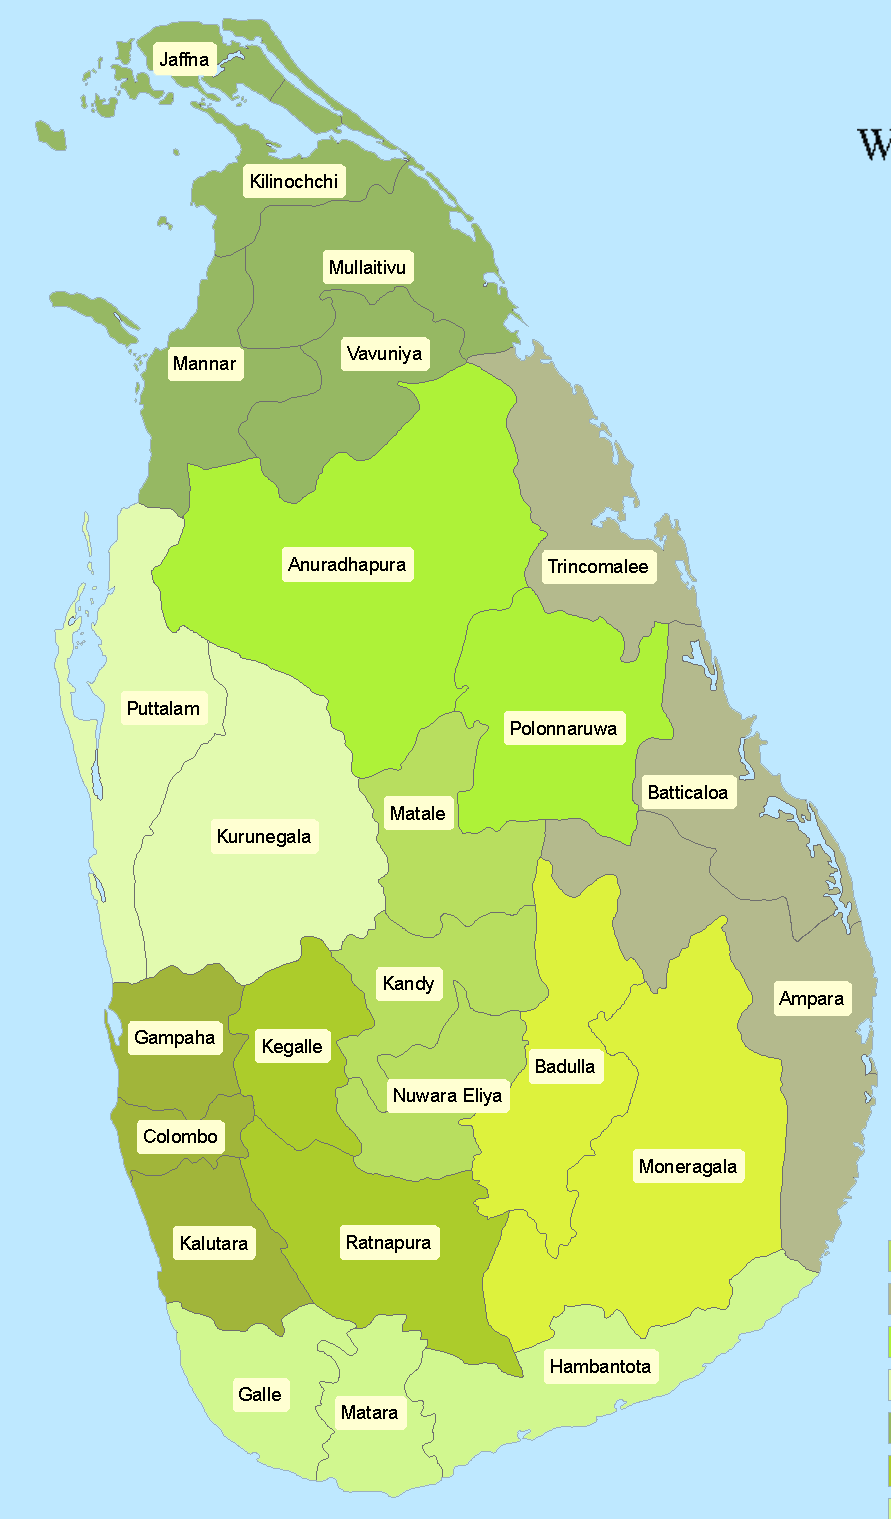 Jaffna
W
Kilinochchi
Mullaitivu
Vavuniya
Mannar
Anuradhapura
Trincomalee
Puttalam
Polonnaruwa
Batticaloa
Matale
Kurunegala
Kandy
Ampara
Gampaha
Kegalle
Badulla
Nuwara Eliya
Colombo
Moneragala
Kalutara
Ratnapura
Hambantota
Galle
Matara